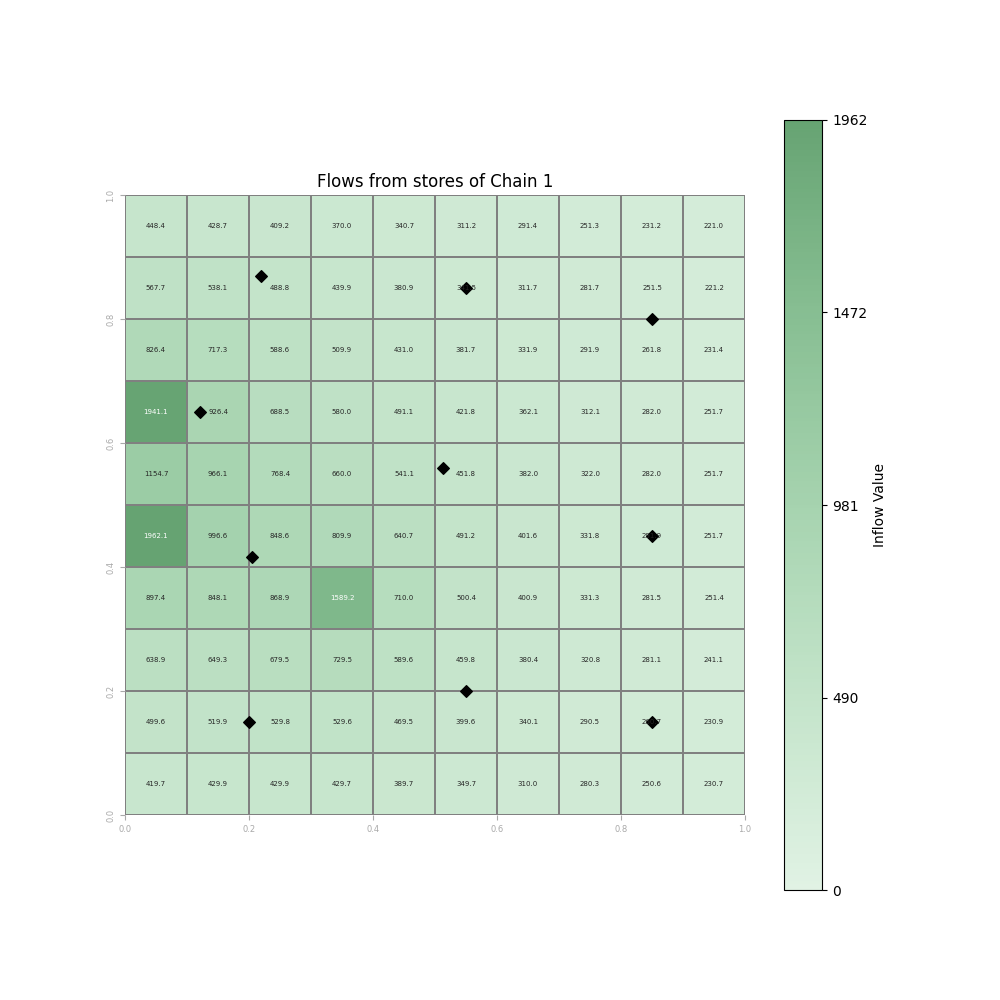 Flows from stores of Chain 1
1.0
448.4 428.7 409.2 370.0 340.7 311.2 291.4 251.3 231.2 221.0
567.7 538.1 488.8 439.9 380.9 311.7 281.7 251.5 221.2
0.8
826.4 717.3 588.6 509.9 431.0 381.7 331.9 291.9 261.8 231.4
1941.1 926.4 688.5 580.0 491.1 421.8 362.1 312.1 282.0 251.7
0.6
1154.7 966.1 768.4 660.0 541.1 451.8 382.0 322.0 282.0 251.7
1962.1 996.6 848.6 809.9 640.7 491.2 401.6 331.8 251.7
0.4
897.4 848.1 868.9 1589.2 710.0 500.4 400.9 331.3 281.5 251.4
638.9 649.3 679.5 729.5 589.6 459.8 380.4 320.8 281.1 241.1
0.2
499.6 519.9 529.8 529.6 469.5 399.6 340.1 290.5 230.9
419.7 429.9 429.9 429.7 389.7 349.7 310.0 280.3 250.6 230.7
0.0
0.0 0.2 0.4 0.6 0.8 1.0
1962
1472
981
490
0
Inflow Value